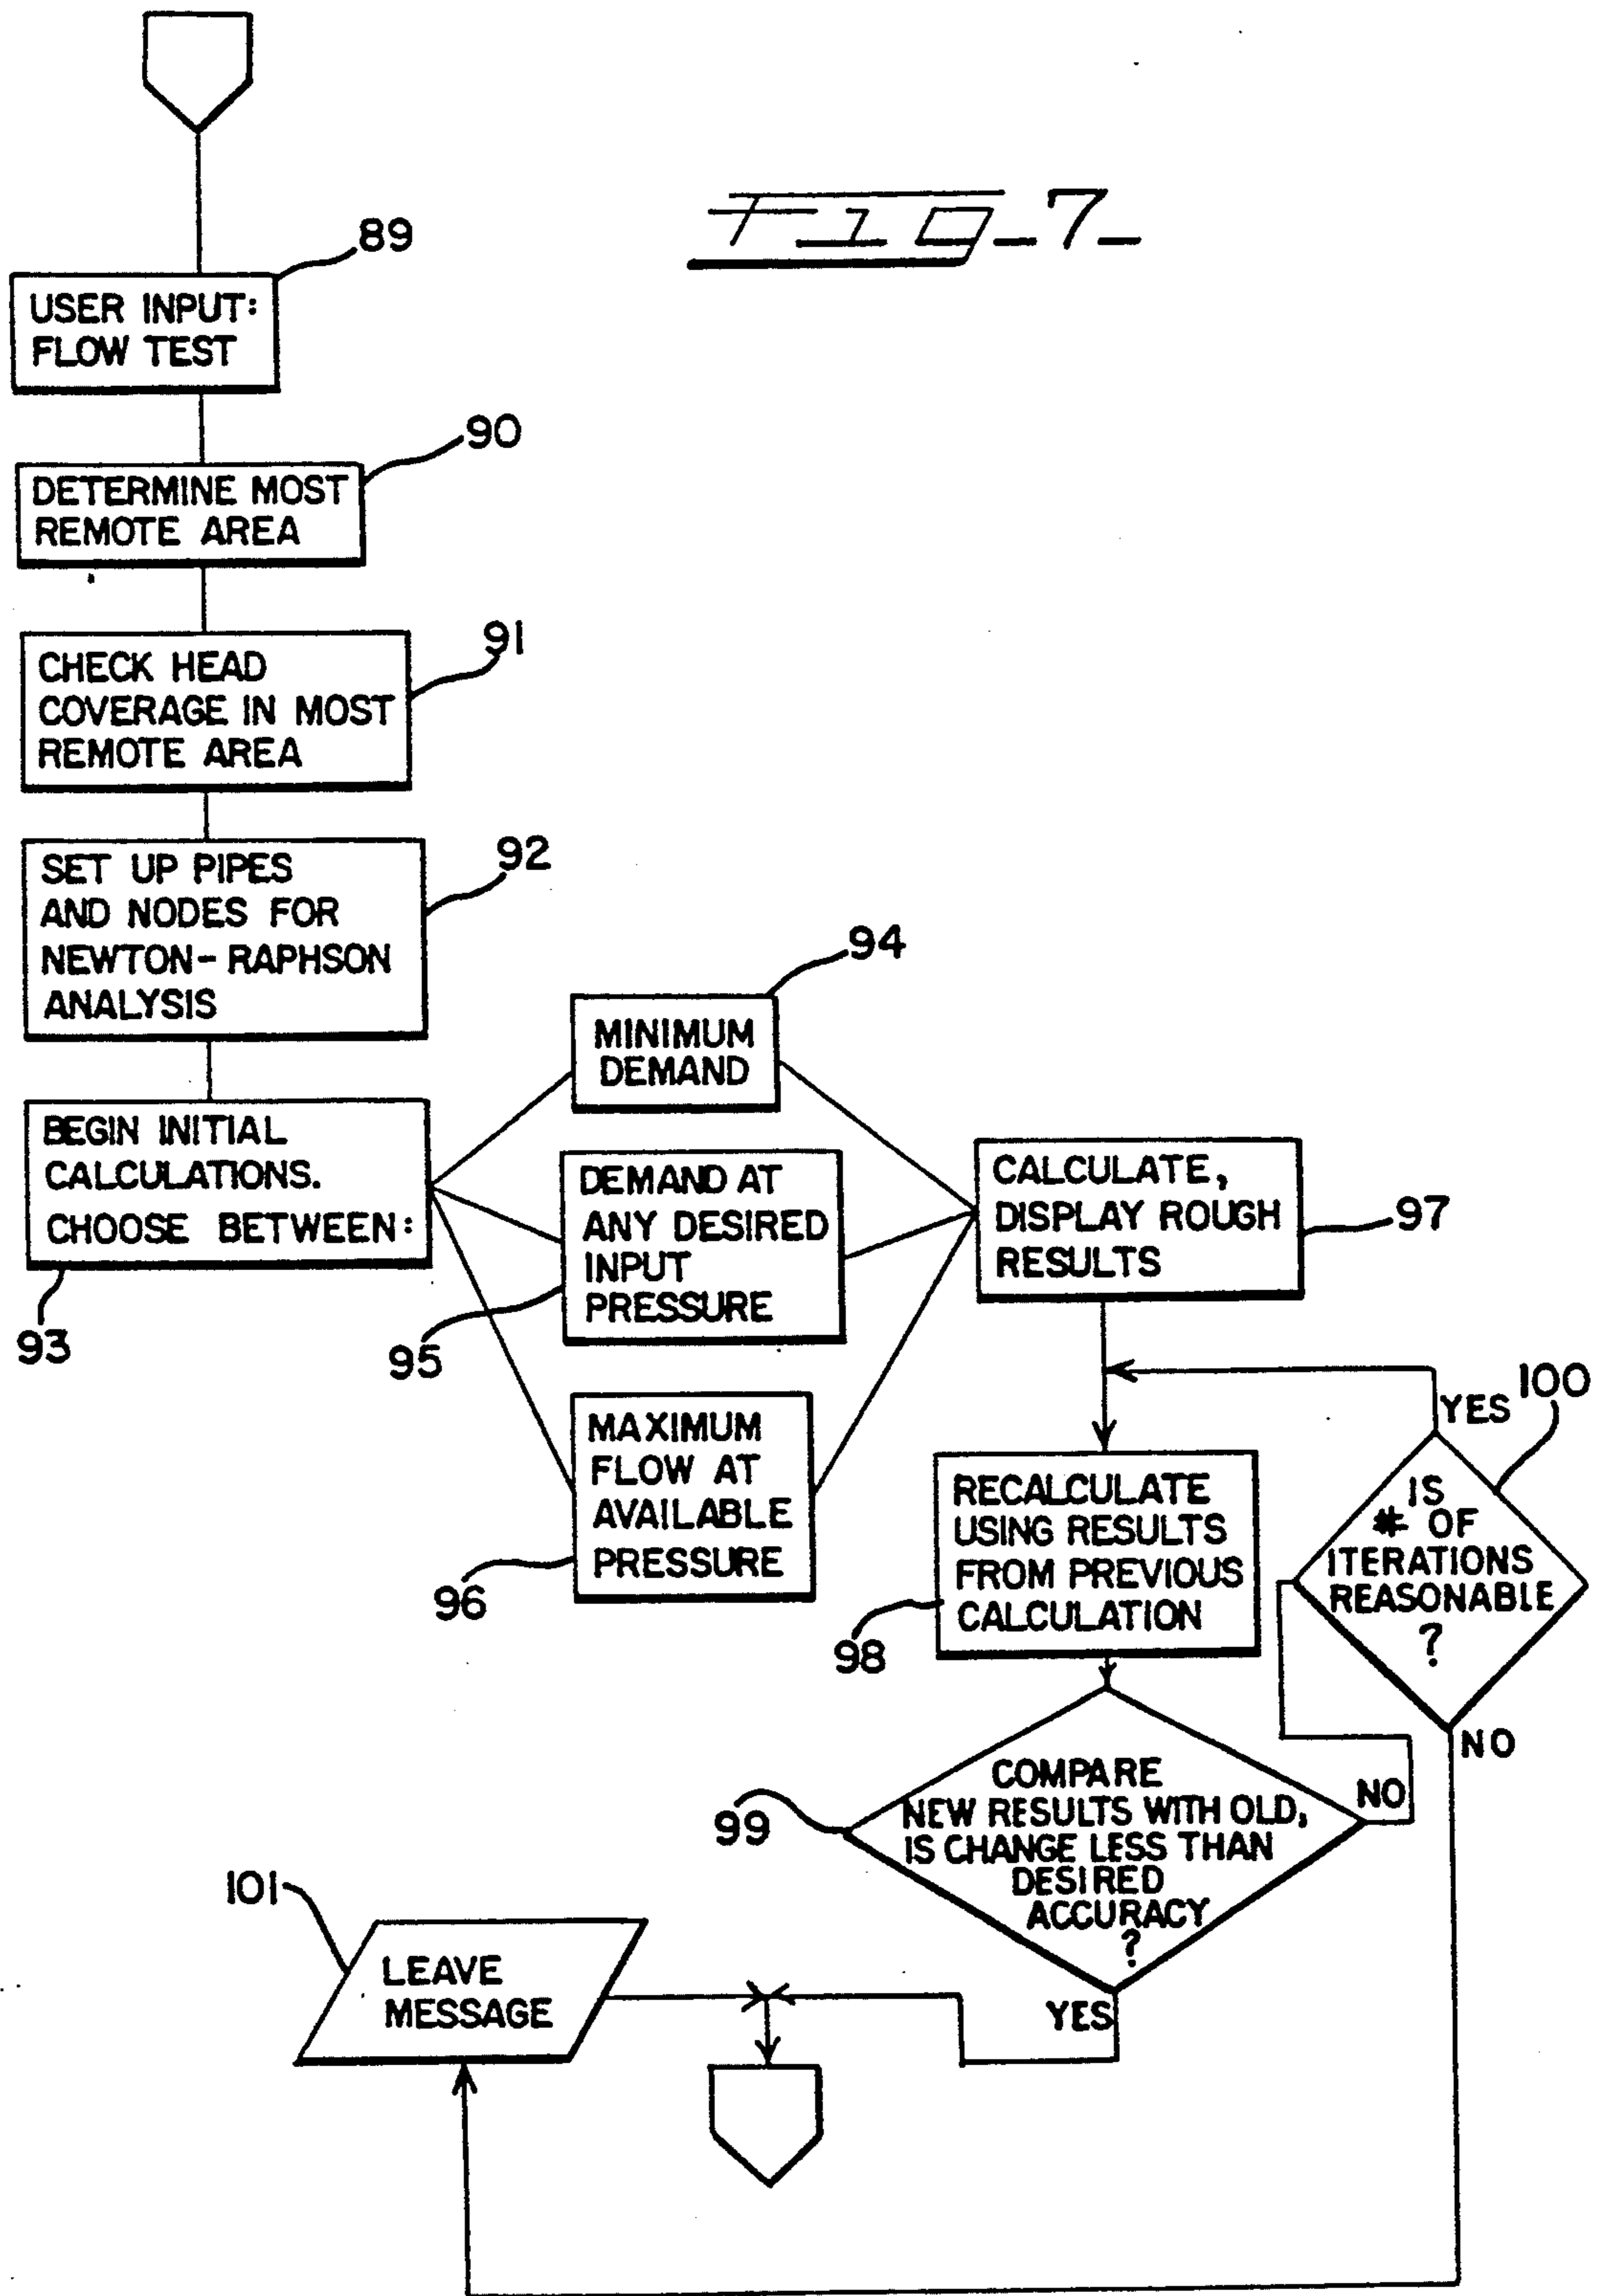 FIG-7-
89
USER INPUT:
FLOW TEST
90
DETERMINE MOST
REMOTE AREA
91
CHECK HEAD
COVERAGE IN MOST
REMOTE AREA
92
SET UP PIPES
AND NODES FOR
NEWTON-RAPHSON
ANALYSIS
93
BEGIN INITIAL
CALCULATIONS.
CHOOSE BETWEEN:
94
MINIMUM
DEMAND
95
DEMAND AT
ANY DESIRED
INPUT
PRESSURE
96
MAXIMUM
FLOW AT
AVAILABLE
PRESSURE
97
CALCULATE,
DISPLAY ROUGH
RESULTS
98
RECALCULATE
USING RESULTS
FROM PREVIOUS
CALCULATION
YES
100
IS
# OF
ITERATIONS
REASONABLE
?
NO
99
COMPARE
NEW RESULTS WITH OLD,
IS CHANGE LESS THAN
DESIRED
ACCURACY
?
NO
YES
101
LEAVE
MESSAGE